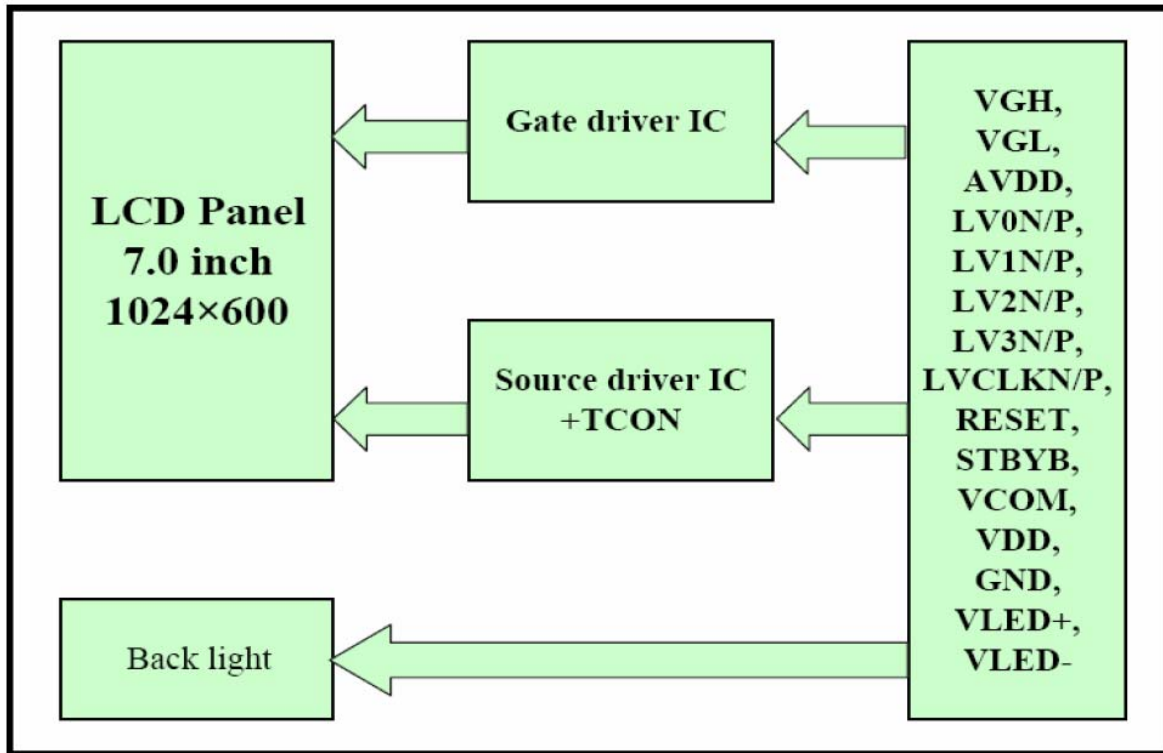 LCD Panel
7.0 inch
1024×600
Gate driver IC
Source driver IC
+TCON
Back light
VGH,
VGL,
AVDD,
LV0N/P,
LV1N/P,
LV2N/P,
LV3N/P,
LVCLKN/P,
RESET,
STBYB,
VCOM,
VDD,
GND,
VLED+,
VLED-